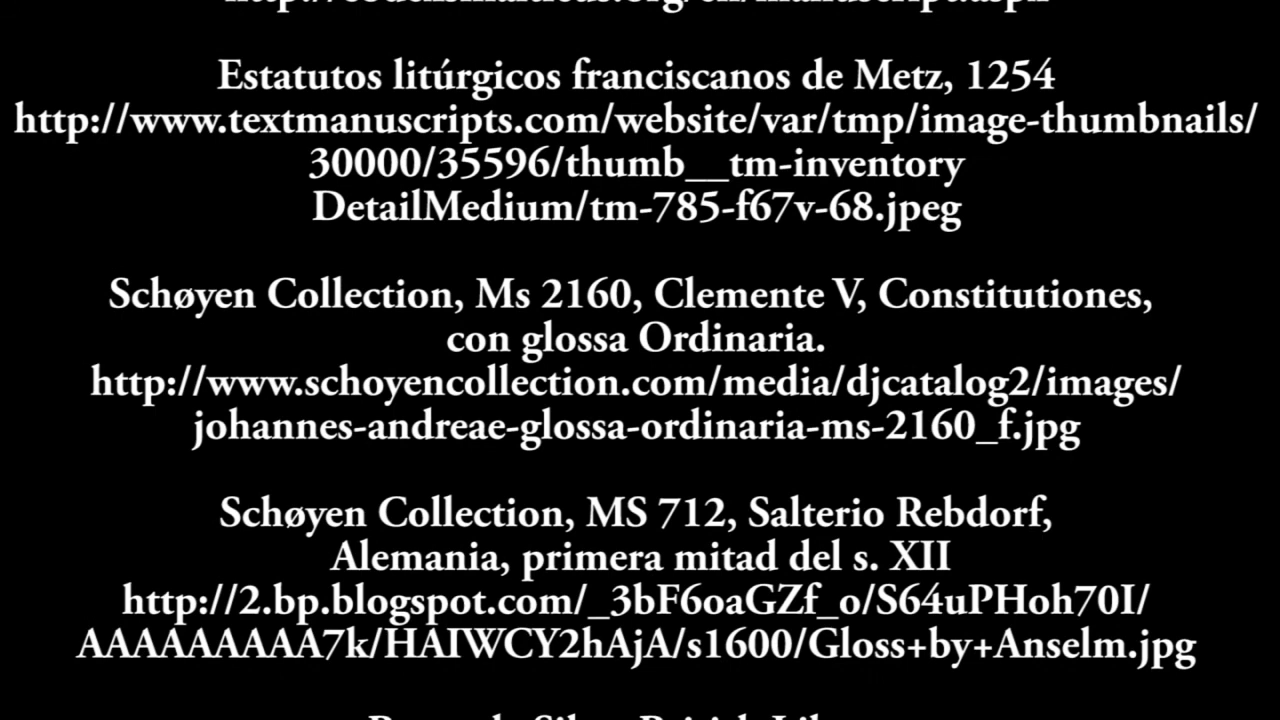 Estatutos litúrgicos franciscanos de Metz, 1254
http://www.textmanuscripts.com/website/var/tmp/image-thumbnails/
30000/35596/thumb__tm-inventory
DetailMedium/tm-785-f67v-68.jpeg
Schøyen Collection, Ms 2160, Clemente V, Constitutiones,
con glossa Ordinaria.
http://www.schoyencollection.com/media/djcatalog2/images/
johannes-andreae-glossa-ordinaria-ms-2160_f.jpg
Schøyen Collection, MS 712, Salterio Rebdorf,
Alemania, primera mitad del s. XII
http://2.bp.blogspot.com/_3bF6oaGZf_o/S64uPHoh70I/
AAAAAAAAA7k/HAIWCY2hAjA/s1600/Gloss+by+Anselm.jpg